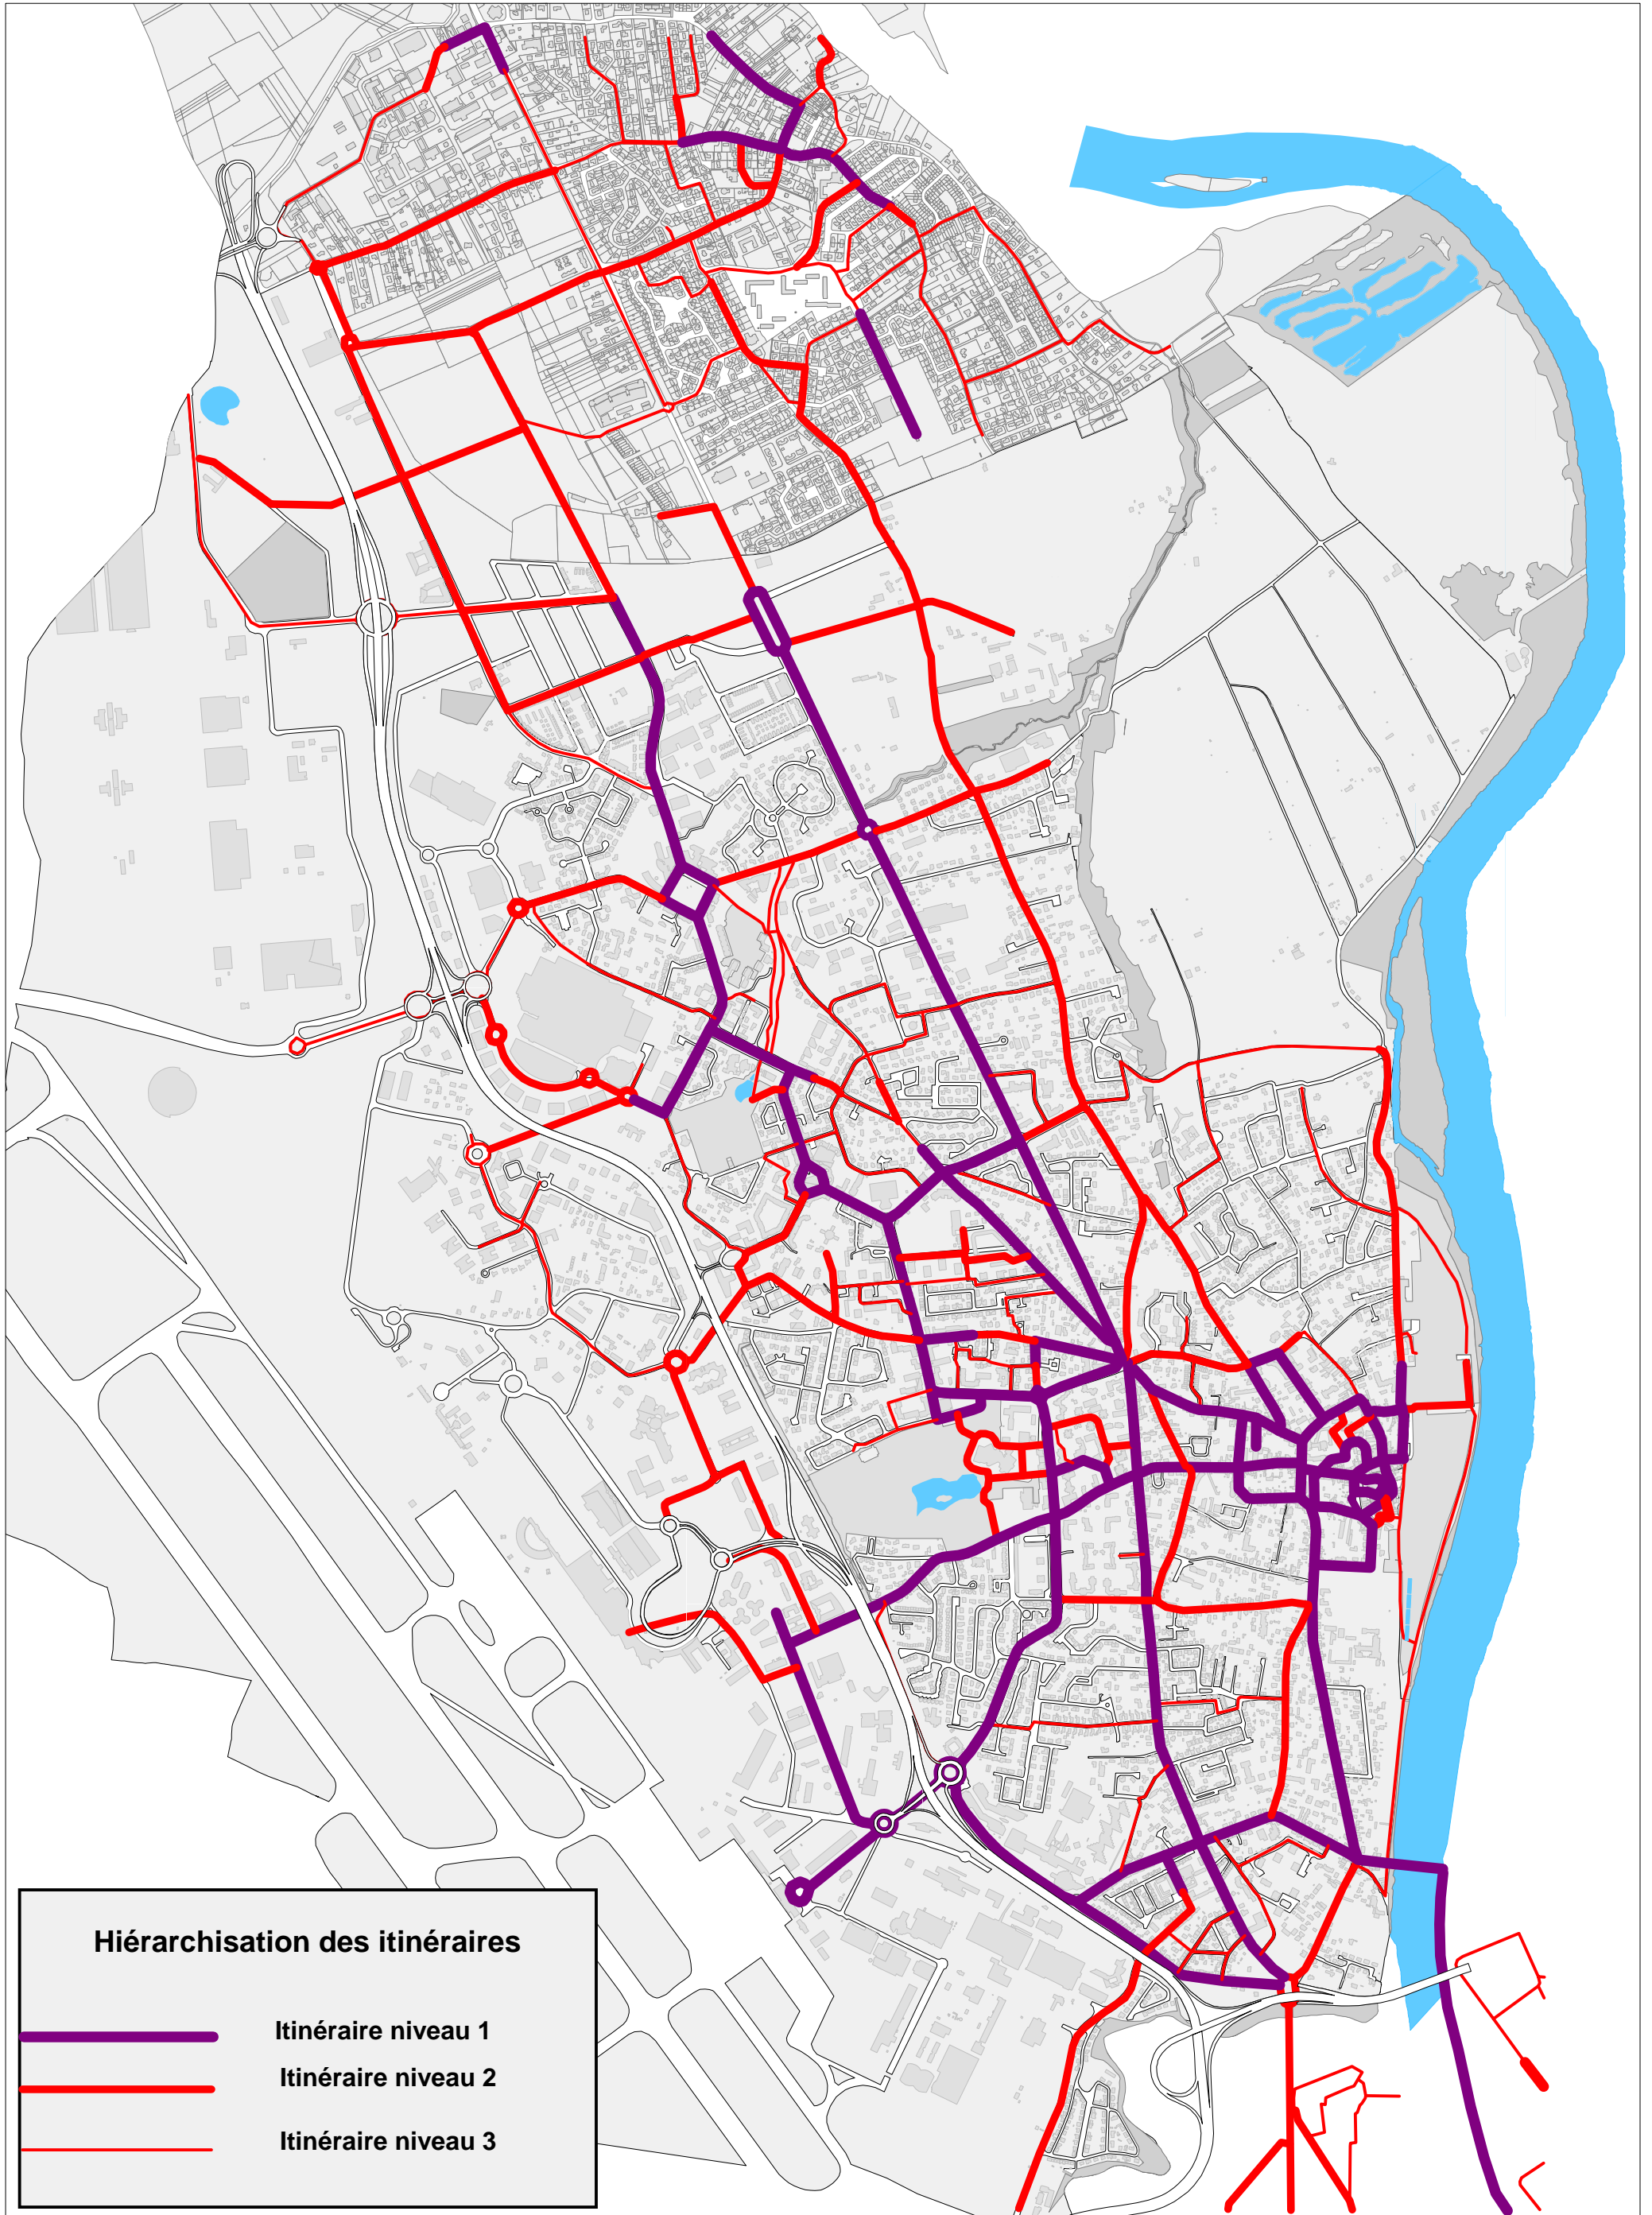 Hiérarchisation des itinéraires
Itinéraire niveau 1
Itinéraire niveau 2
Itinéraire niveau 3